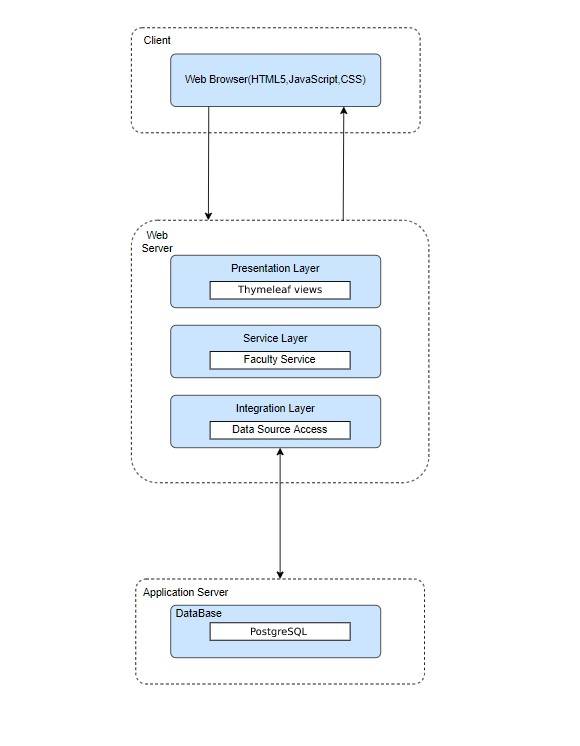 Client
Web Browser(HTML5,JavaScript,CSS)
Web
Server
Presentation Layer
Thymeleaf views
Service Layer
Faculty Service
Integration Layer
Data Source Access
Application Server
DataBase
PostgreSQL